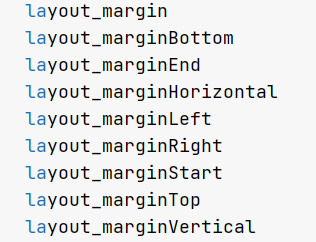 layout_margin
layout_marginBottom
layout_marginEnd
layout_marginHorizontal
layout_marginLeft
layout_marginRight
layout_marginStart
layout_marginTop
layout_marginVertical